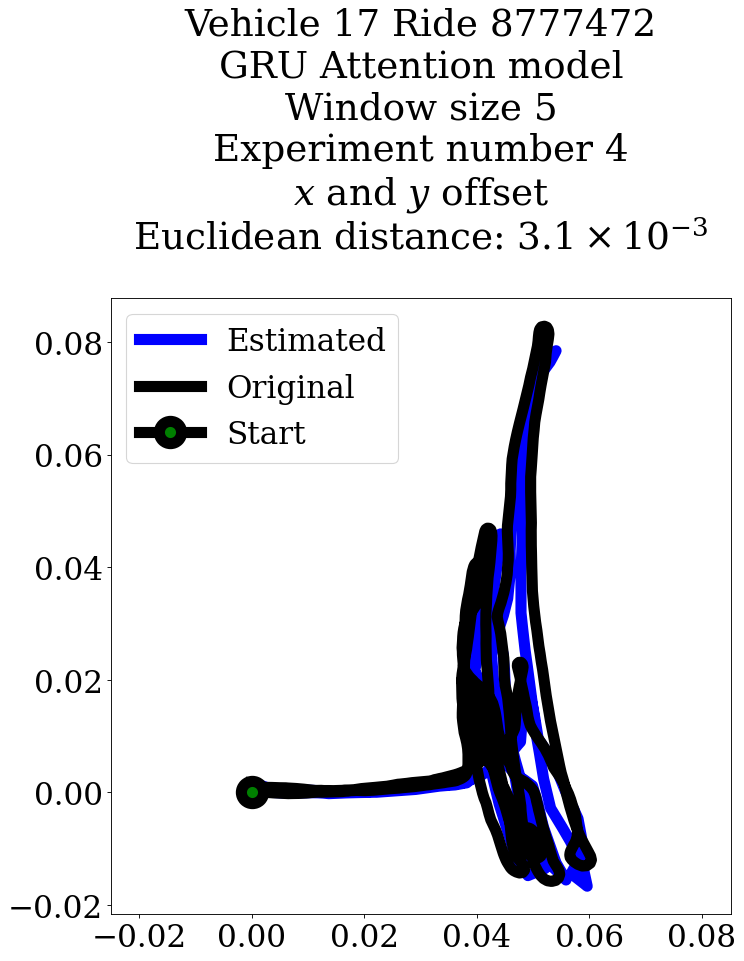 Vehicle 17 Ride 8777472
GRU Attention model
Window size 5
Experiment number 4
x and y offset
Euclidean distance: 3.1 × 10⁻³
Estimated
Original
Start
0.08
0.06
0.04
0.02
0.00
−0.02
−0.02 0.00 0.02 0.04 0.06 0.08